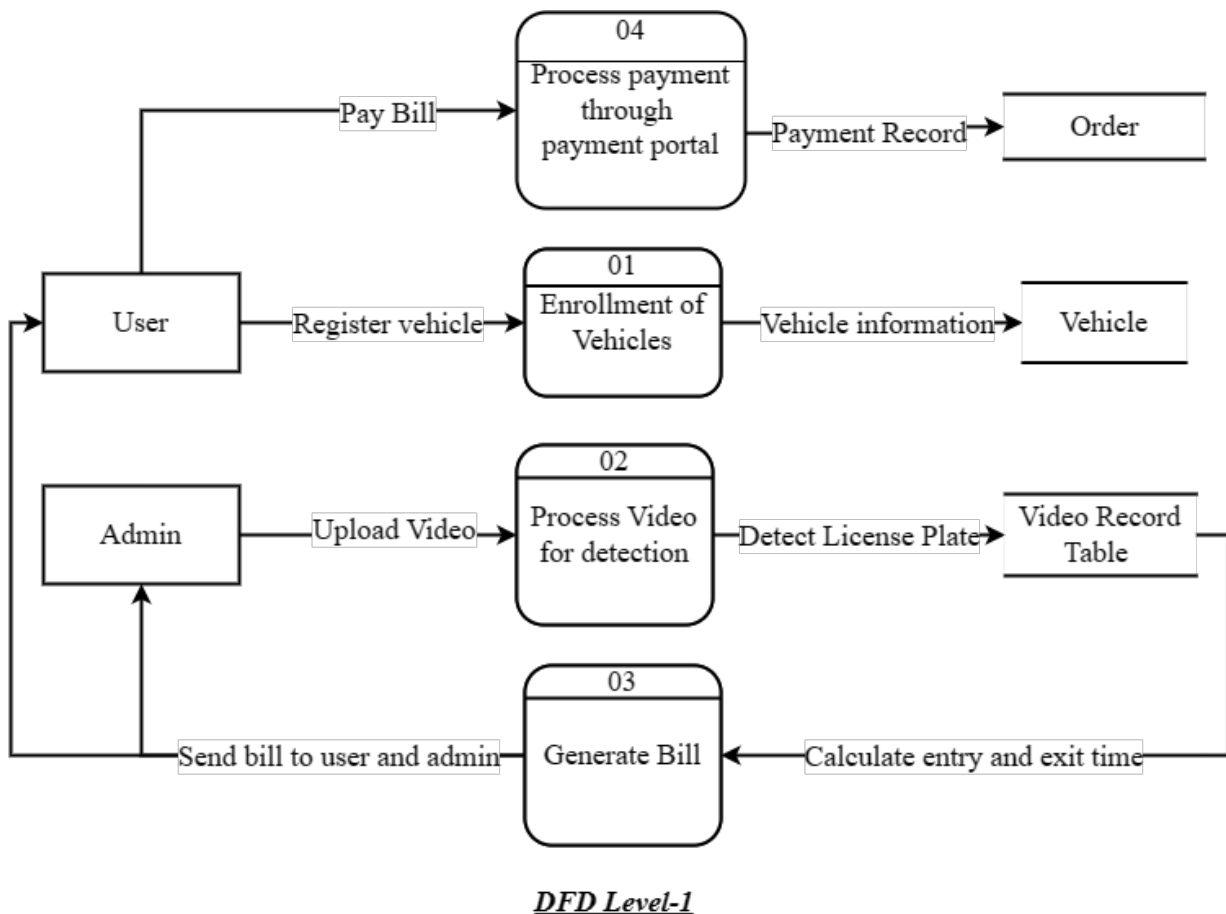 04
Process payment
through
payment portal
Pay Bill
Payment Record
Order
01
Enrollment of
Vehicles
User
Register vehicle
Vehicle information
Vehicle
02
Process Video
for detection
Admin
Upload Video
Detect License Plate
Video Record
Table
03
Generate Bill
Send bill to user and admin
Calculate entry and exit time
DFD Level-1